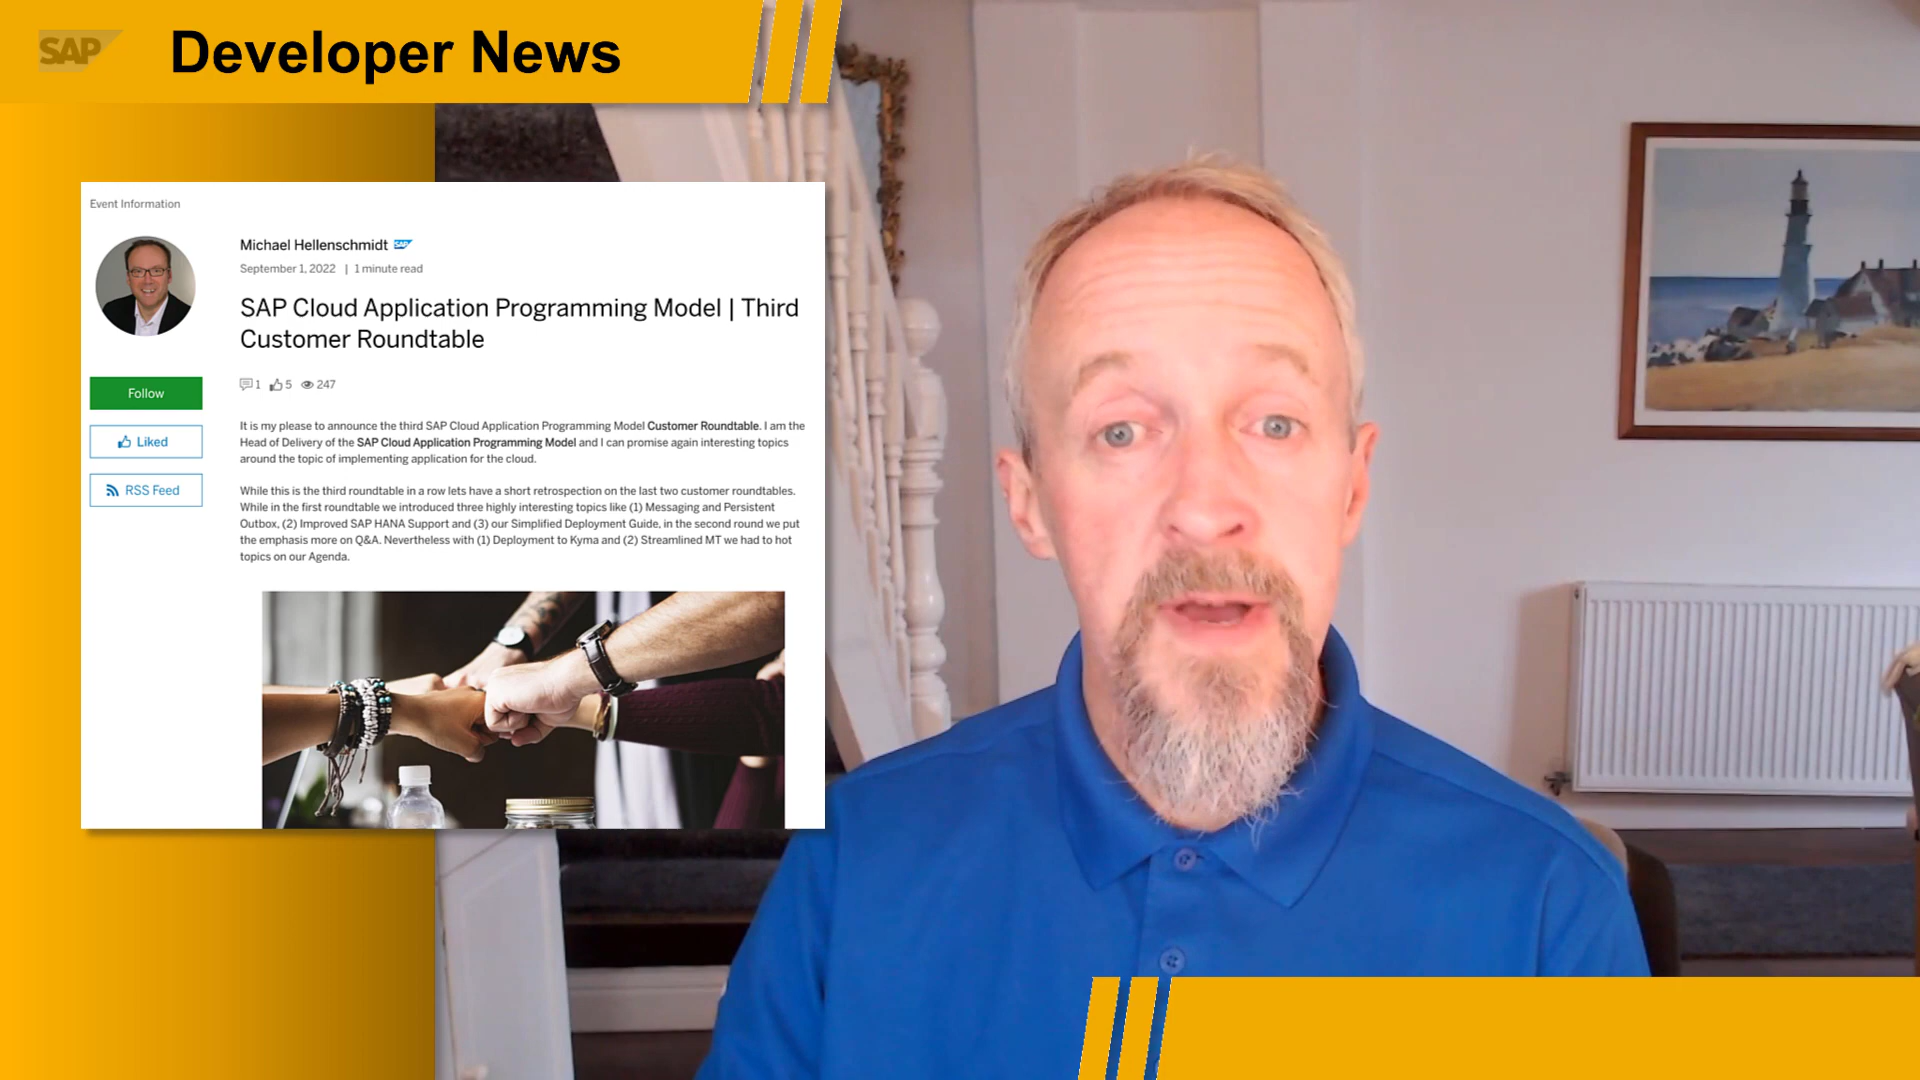 SAP
Developer News
Event Information
Michael Hellenschmidt SAP
September 1, 2022 | 1 minute read
SAP Cloud Application Programming Model | Third
Customer Roundtable
1 5 247
Follow
Liked
RSS Feed
It is my please to announce the third SAP Cloud Application Programming Model Customer Roundtable. I am the
Head of Delivery of the SAP Cloud Application Programming Model and I can promise again interesting topics
around the topic of implementing application for the cloud.
While this is the third roundtable in a row lets have a short retrospection on the last two customer roundtables.
While in the first roundtable we introduced three highly interesting topics like (1) Messaging and Persistent
Outbox, (2) Improved SAP HANA Support and (3) our Simplified Deployment Guide, in the second round we put
the emphasis more on Q&A. Nevertheless with (1) Deployment to Kyma and (2) Streamlined MT we had to hot
topics on our Agenda.